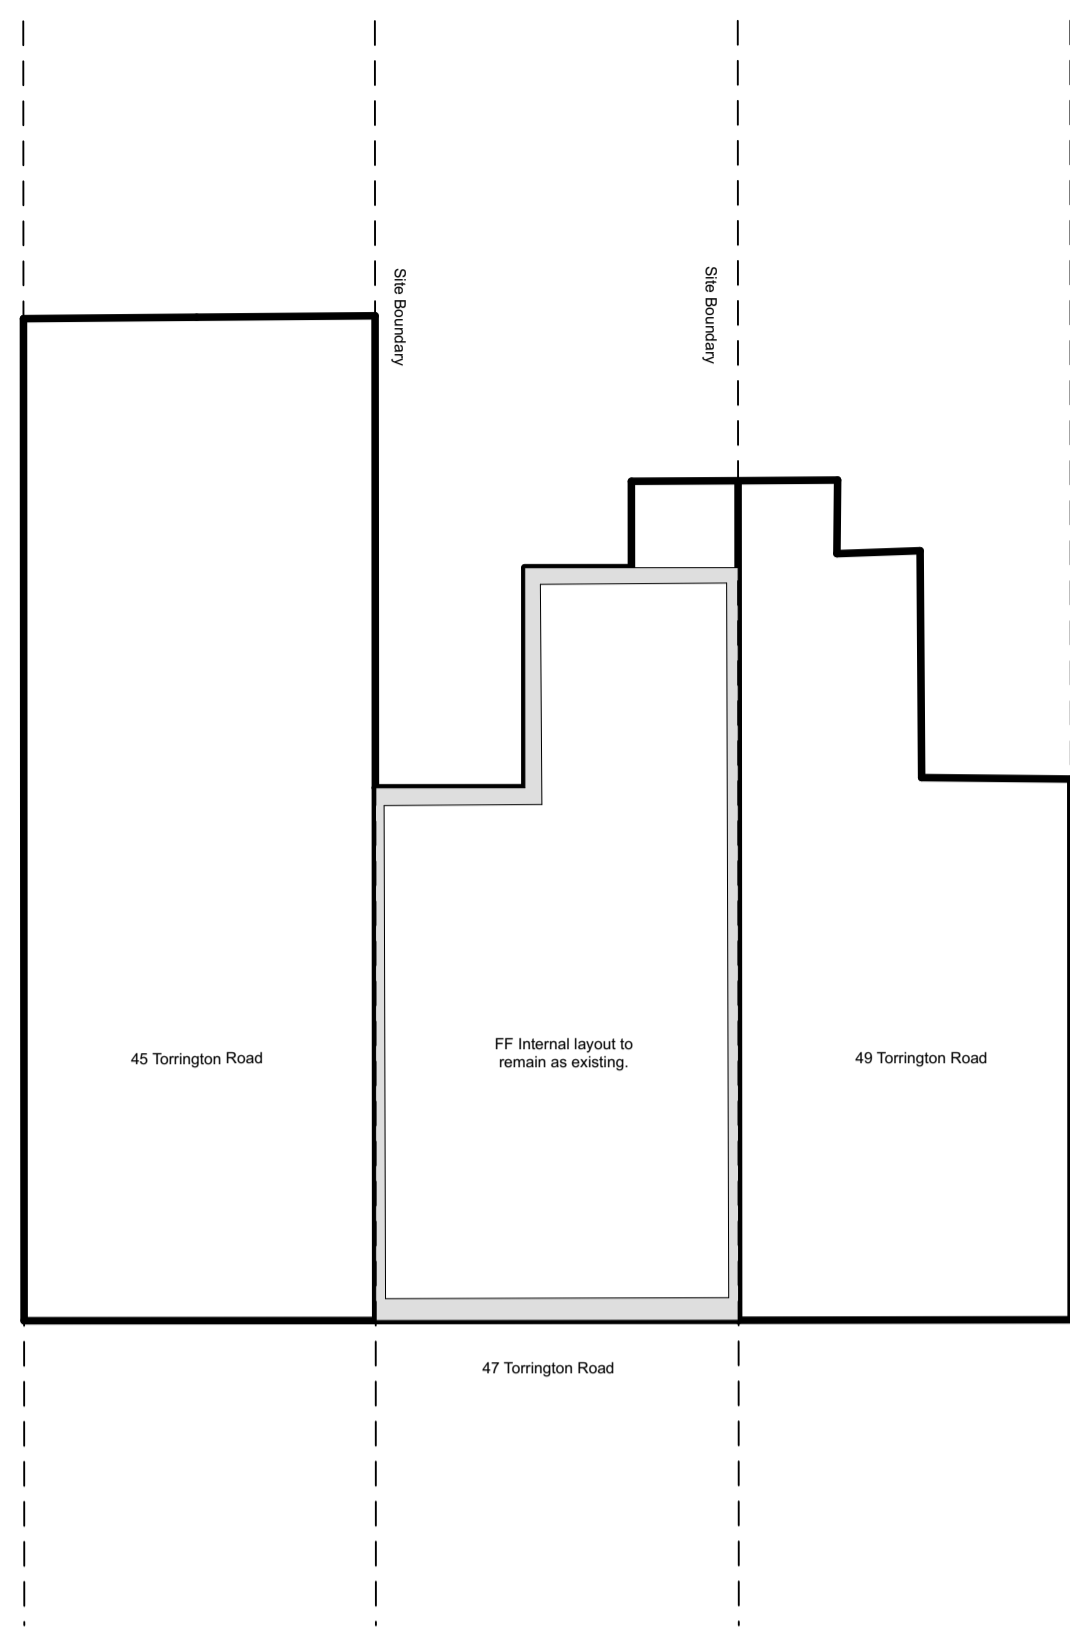 Site Boundary
Site Boundary
45 Torrington Road
FF Internal layout to
remain as existing.
49 Torrington Road
47 Torrington Road